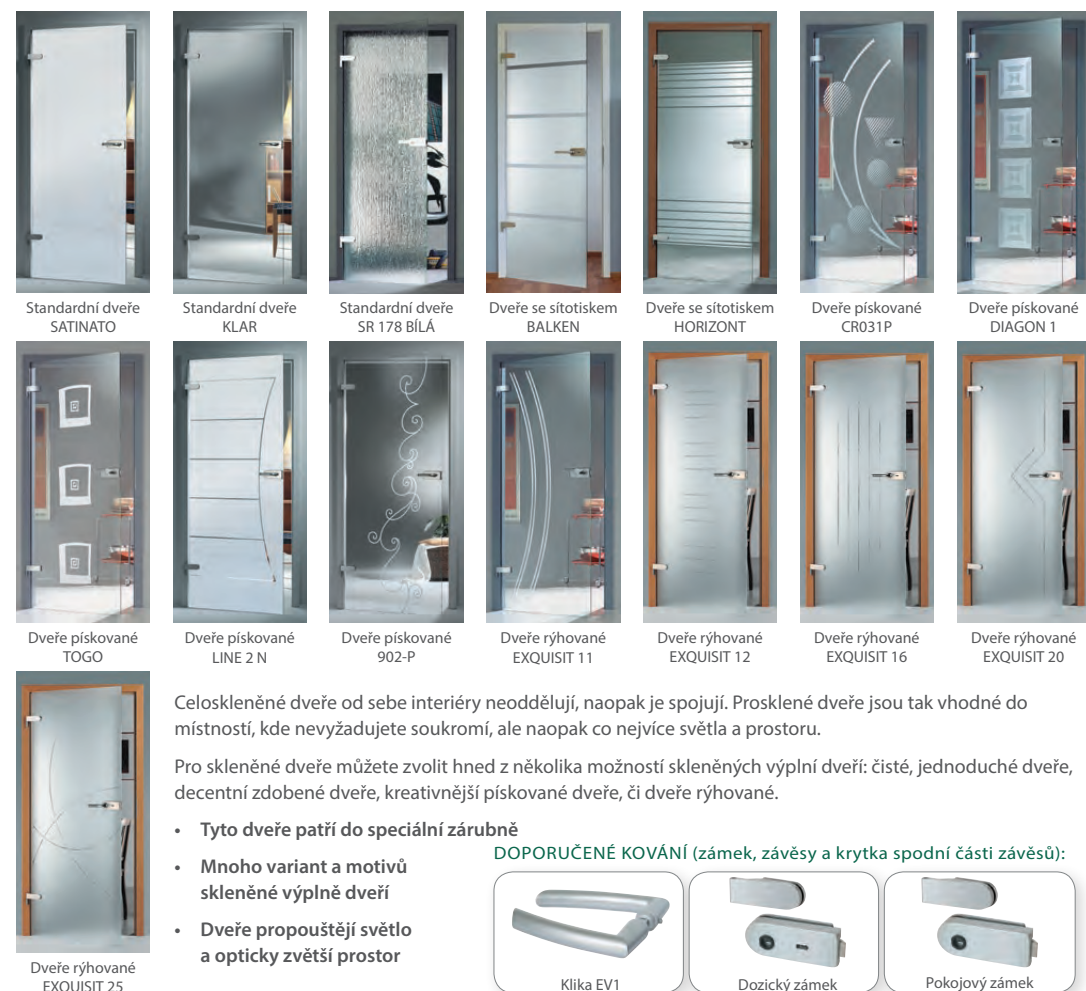 Standardní dveře
SATINATO
Standardní dveře
KLAR
Standardní dveře
SR 178 BÍLÁ
Dveře se sítotiskem
BALKEN
Dveře se sítotiskem
HORIZONT
Dveře pískované
CR031P
Dveře pískované
DIAGON 1
Dveře pískované
TOGO
Dveře pískované
LINE 2 N
Dveře pískované
902-P
Dveře rýhované
EXQUISIT 11
Dveře rýhované
EXQUISIT 12
Dveře rýhované
EXQUISIT 16
Dveře rýhované
EXQUISIT 20
Dveře rýhované
EXQUISIT 25
Celoskleněné dveře od sebe interiéry neoddělují, naopak je spojují. Prosklené dveře jsou tak vhodné do
místností, kde nevyžadujete soukromí, ale naopak co nejvíce světla a prostoru.
Pro skleněné dveře můžete zvolit hned z několika možností skleněných výplní dveří: čisté, jednoduché dveře,
decentní zdobené dveře, kreativnější pískované dveře, či dveře rýhované.
• Tyto dveře patří do speciální zárubně
• Mnoho variant a motivů
skleněné výplně dveří
• Dveře propouštějí světlo
a opticky zvětší prostor
DOPORUČENÉ KOVÁNÍ (zámek, závěsy a krytka spodní části závěsů):
Klika EV1
Dozický zámek
Pokojový zámek